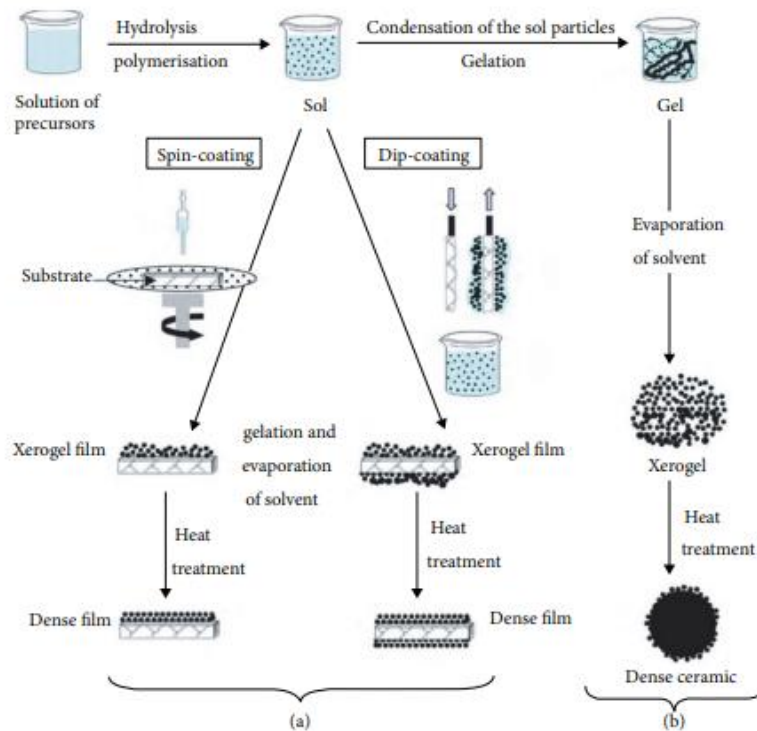 Hydrolysis
polymerisation
Condensation of the sol particles
Gelation
Solution of
precursors
Sol
Gel
Spin-coating
Dip-coating
Substrate
Evaporation
of solvent
Xerogel film
gelation and
evaporation
of solvent
Xerogel film
Xerogel
Heat
treatment
Heat
treatment
Heat
treatment
Dense film
Dense film
Dense ceramic
(a)
(b)